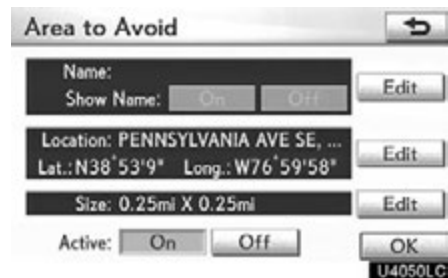 Area to Avoid
Name:
Show Name: On Off
Edit
Location: PENNSYLVANIA AVE SE, ...
Lat.: N38°53'9" Long.: W76°59'58"
Edit
Size: 0.25mi X 0.25mi Edit
Active: On Off OK
U4050LC